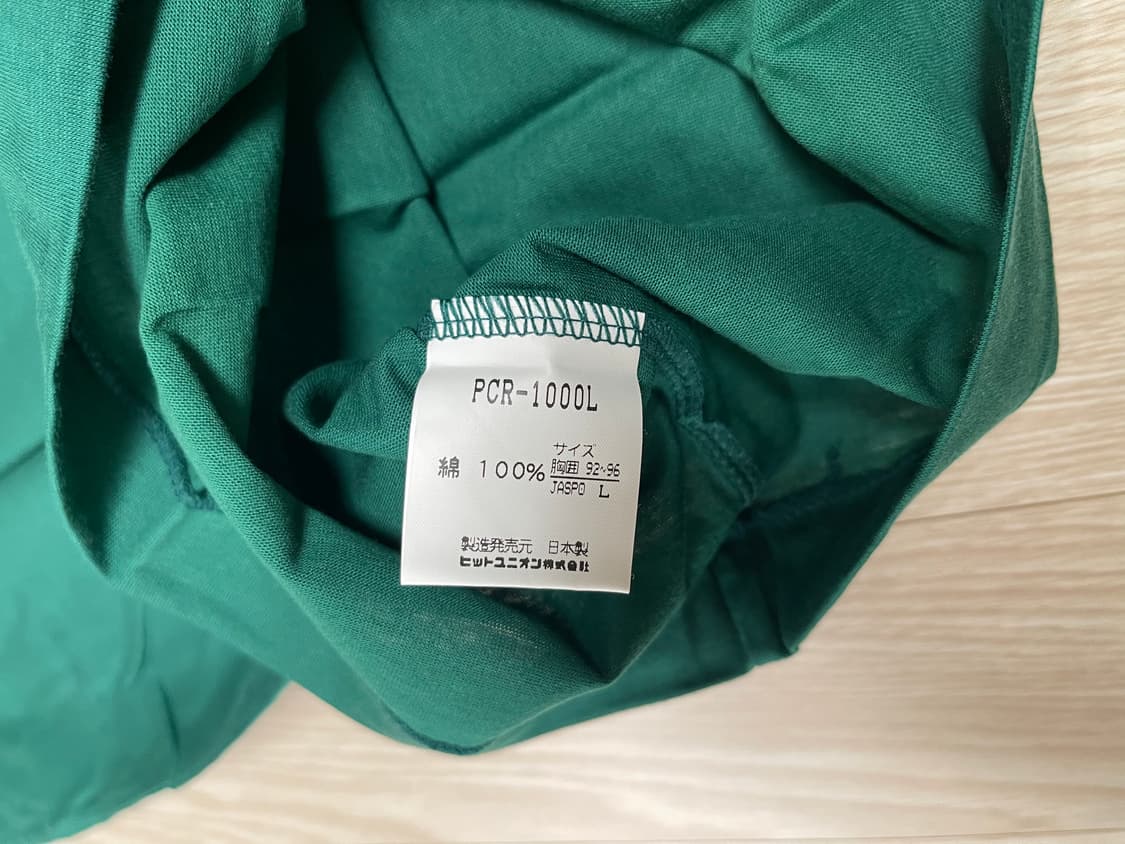 PCR-1000L
サイズ
綿 100% 胸囲 92~96
JASPO L
製造発売元 日本製
ヒットユニオン株式会社